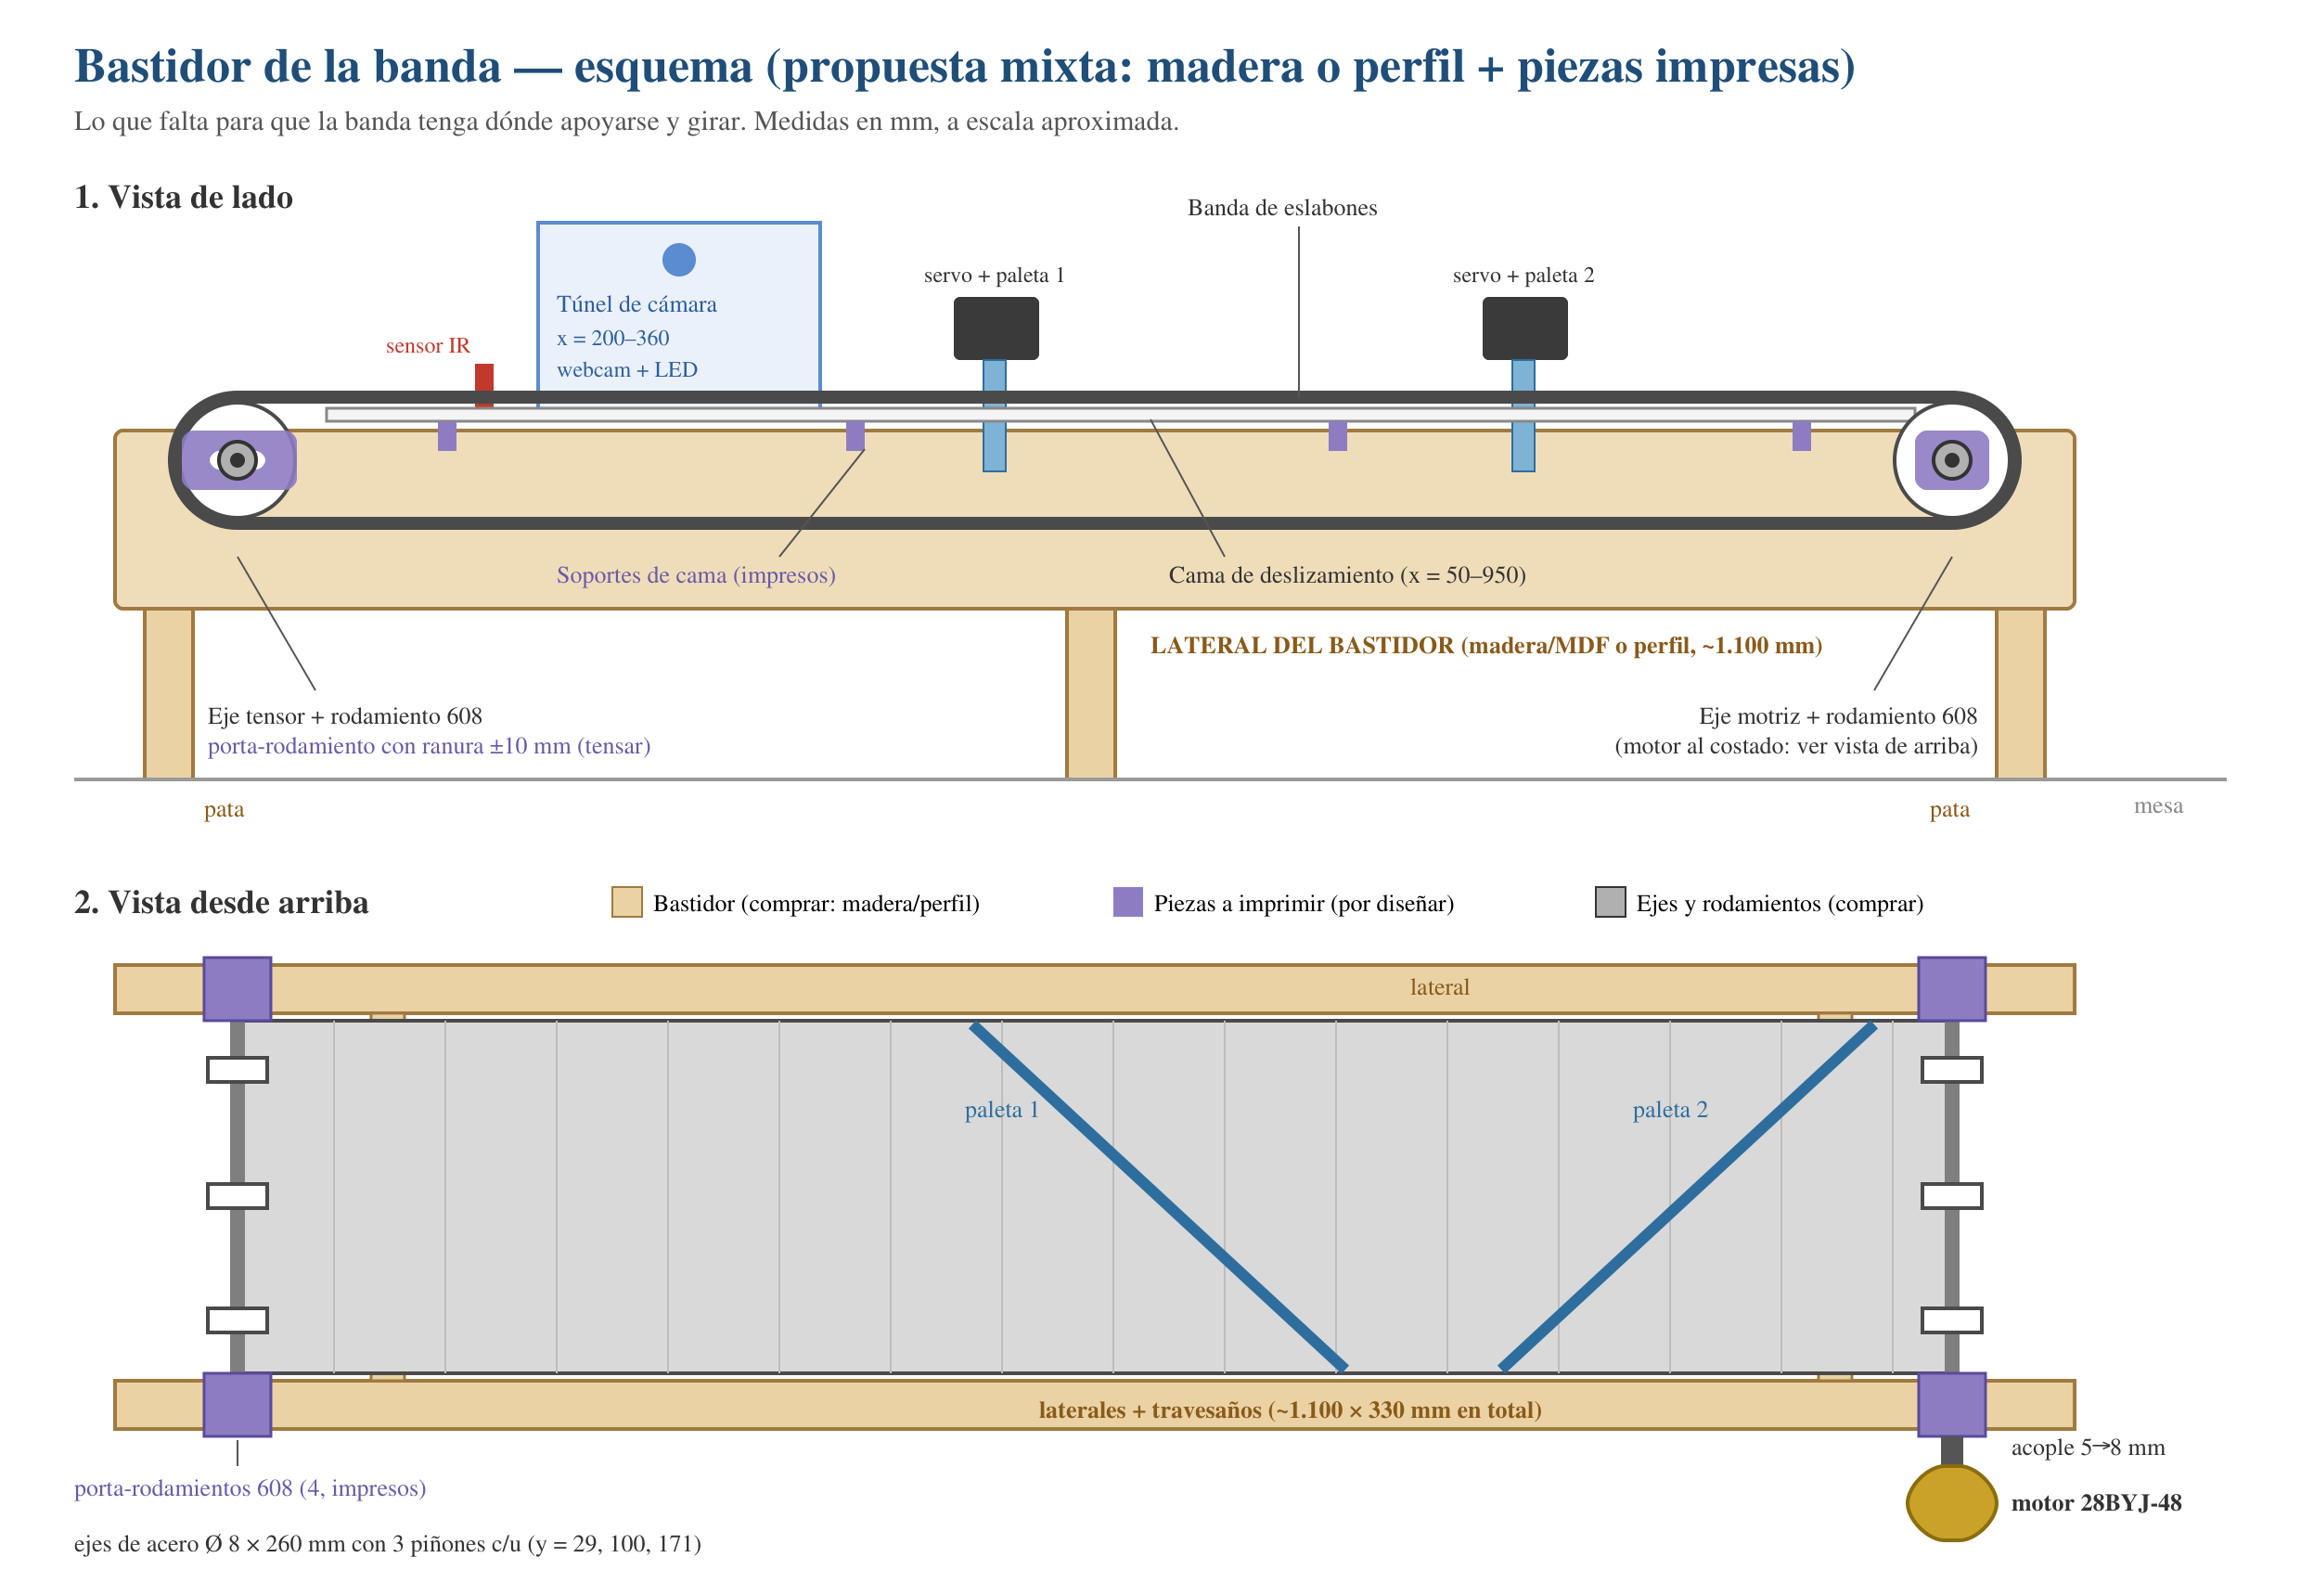 Bastidor de la banda — esquema (propuesta mixta: madera o perfil + piezas impresas)
Lo que falta para que la banda tenga dónde apoyarse y girar. Medidas en mm, a escala aproximada.
1. Vista de lado
Banda de eslabones
servo + paleta 1
servo + paleta 2
Túnel de cámara
x = 200–360
webcam + LED
sensor IR
Soportes de cama (impresos)
Cama de deslizamiento (x = 50–950)
LATERAL DEL BASTIDOR (madera/MDF o perfil, ~1.100 mm)
Eje tensor + rodamiento 608
porta-rodamiento con ranura ±10 mm (tensar)
Eje motriz + rodamiento 608
(motor al costado: ver vista de arriba)
pata
pata
mesa
2. Vista desde arriba
Bastidor (comprar: madera/perfil)
Piezas a imprimir (por diseñar)
Ejes y rodamientos (comprar)
lateral
paleta 1
paleta 2
laterales + travesaños (~1.100 × 330 mm en total)
acople 5→8 mm
porta-rodamientos 608 (4, impresos)
motor 28BYJ-48
ejes de acero Ø 8 × 260 mm con 3 piñones c/u (y = 29, 100, 171)